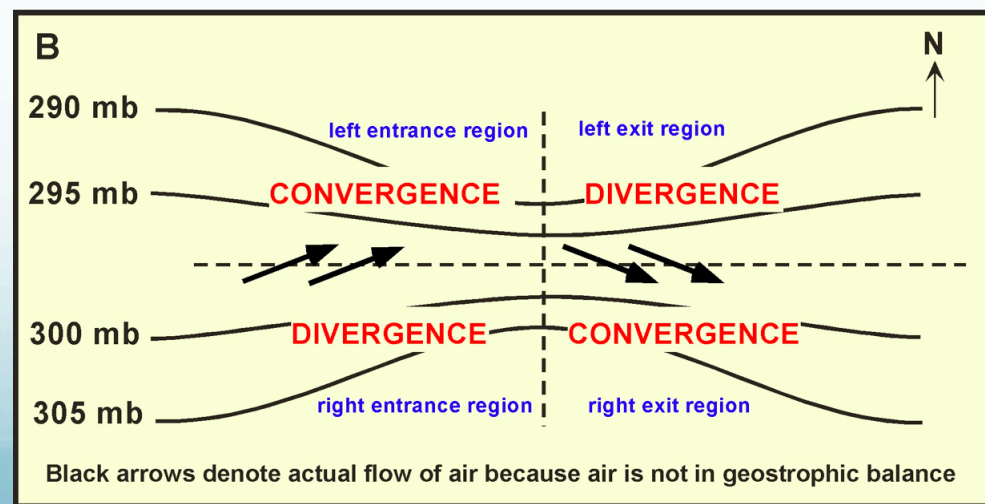 B
N
290 mb
left entrance region
left exit region
295 mb
CONVERGENCE
DIVERGENCE
300 mb
DIVERGENCE
CONVERGENCE
305 mb
right entrance region
right exit region
Black arrows denote actual flow of air because air is not in geostrophic balance